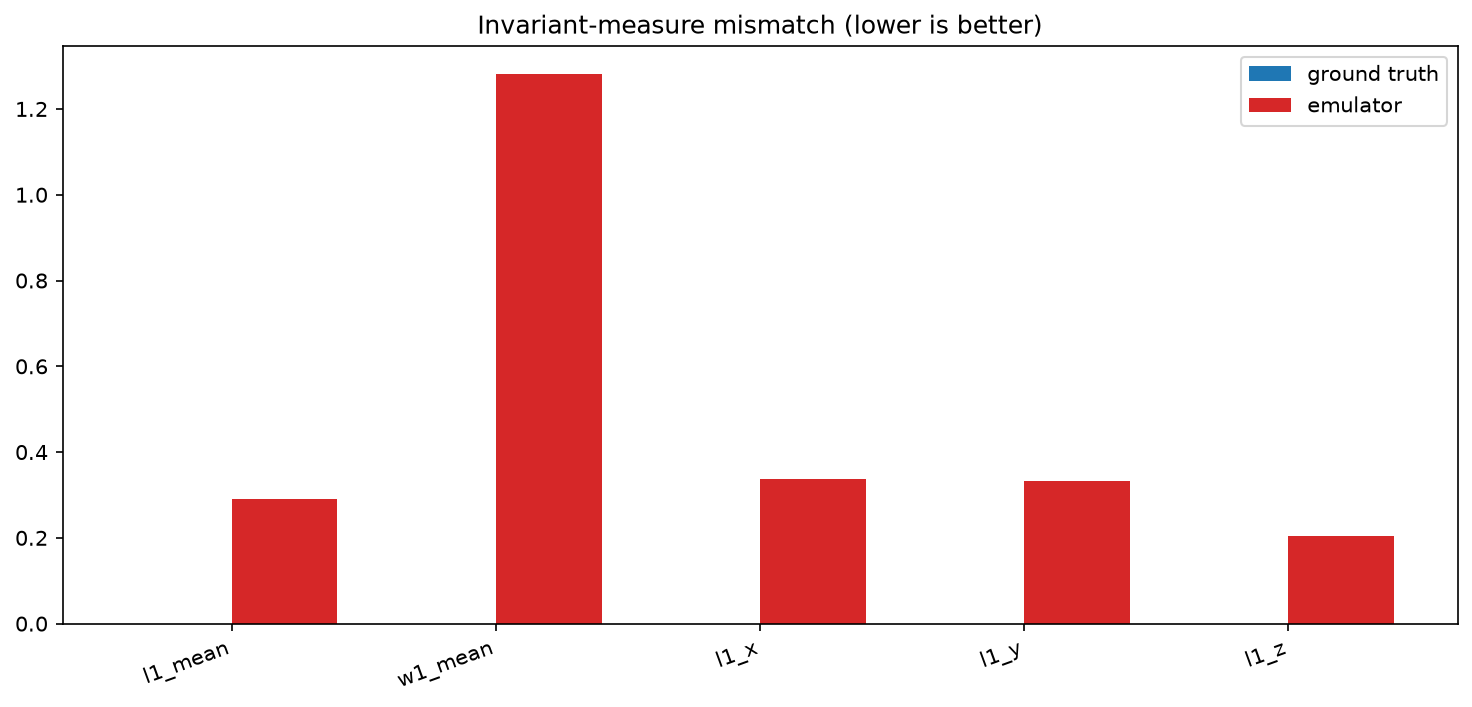 Invariant-measure mismatch (lower is better)
ground truth
emulator
1.2
1.0
0.8
0.6
0.4
0.2
0.0
l1_mean
w1_mean
l1_x
l1_y
l1_z